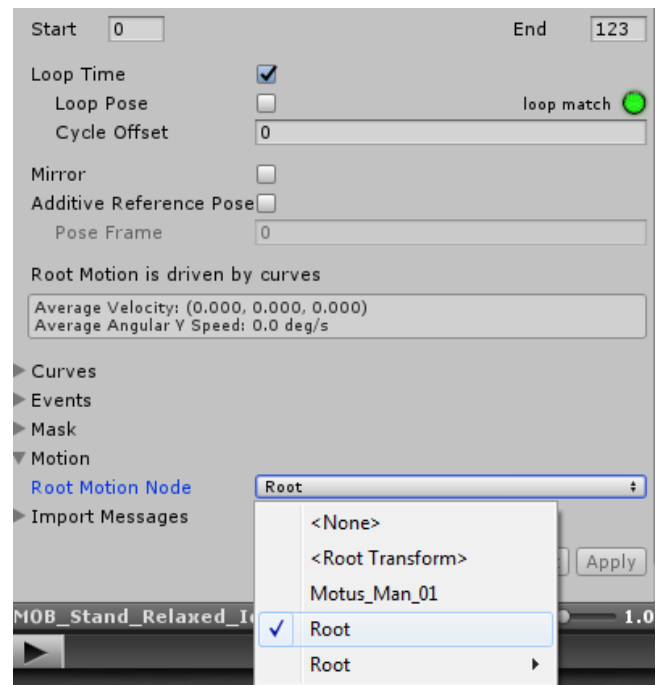 Start 0 End 123
Loop Time
Loop Pose loop match
Cycle Offset 0
Mirror
Additive Reference Pose
Pose Frame 0
Root Motion is driven by curves
Average Velocity: (0.000, 0.000, 0.000)
Average Angular Y Speed: 0.0 deg/s
Curves
Events
Mask
Motion
Root Motion Node Root
Import Messages
<None>
<Root Transform>
Apply
Motus_Man_01
MOB_Stand_Relaxed_I 1.0
Root
Root